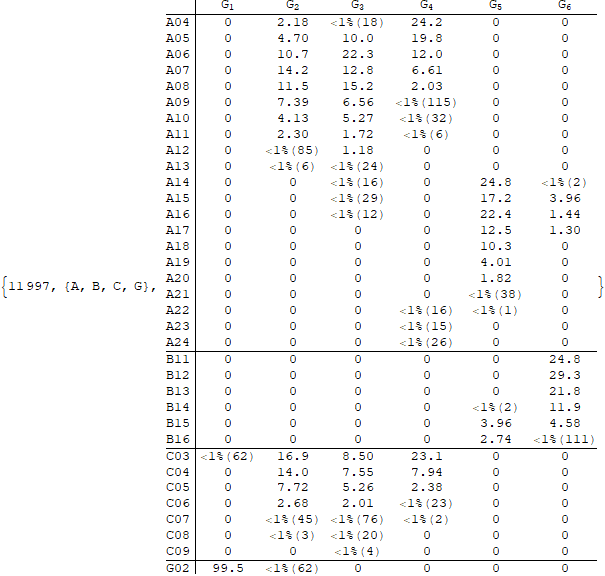 G1 G2 G3 G4 G5 G6
A04 0 2.18 <1%(18) 24.2 0 0
A05 0 4.70 10.0 19.8 0 0
A06 0 10.7 22.3 12.0 0 0
A07 0 14.2 12.8 6.61 0 0
A08 0 11.5 15.2 2.03 0 0
A09 0 7.39 6.56 <1%(115) 0 0
A10 0 4.13 5.27 <1%(32) 0 0
A11 0 2.30 1.72 <1%(6) 0 0
A12 0 <1%(85) 1.18 0 0 0
A13 0 <1%(6) <1%(24) 0 0 0
A14 0 0 <1%(16) 0 24.8 <1%(2)
A15 0 0 <1%(29) 0 17.2 3.96
A16 0 0 <1%(12) 0 22.4 1.44
A17 0 0 0 0 12.5 1.30
A18 0 0 0 0 10.3 0
A19 0 0 0 0 4.01 0
A20 0 0 0 0 1.82 0
{11997, {A, B, C, G}, A21 0 0 0 0 <1%(38) 0 }
A22 0 0 0 <1%(16) <1%(1) 0
A23 0 0 0 <1%(15) 0 0
A24 0 0 0 <1%(26) 0 0
B11 0 0 0 0 0 24.8
B12 0 0 0 0 0 29.3
B13 0 0 0 0 0 21.8
B14 0 0 0 0 <1%(2) 11.9
B15 0 0 0 0 3.96 4.58
B16 0 0 0 0 2.74 <1%(111)
C03 <1%(62) 16.9 8.50 23.1 0 0
C04 0 14.0 7.55 7.94 0 0
C05 0 7.72 5.26 2.38 0 0
C06 0 2.68 2.01 <1%(23) 0 0
C07 0 <1%(45) <1%(76) <1%(2) 0 0
C08 0 <1%(3) <1%(20) 0 0 0
C09 0 0 <1%(4) 0 0 0
G02 99.5 <1%(62) 0 0 0 0